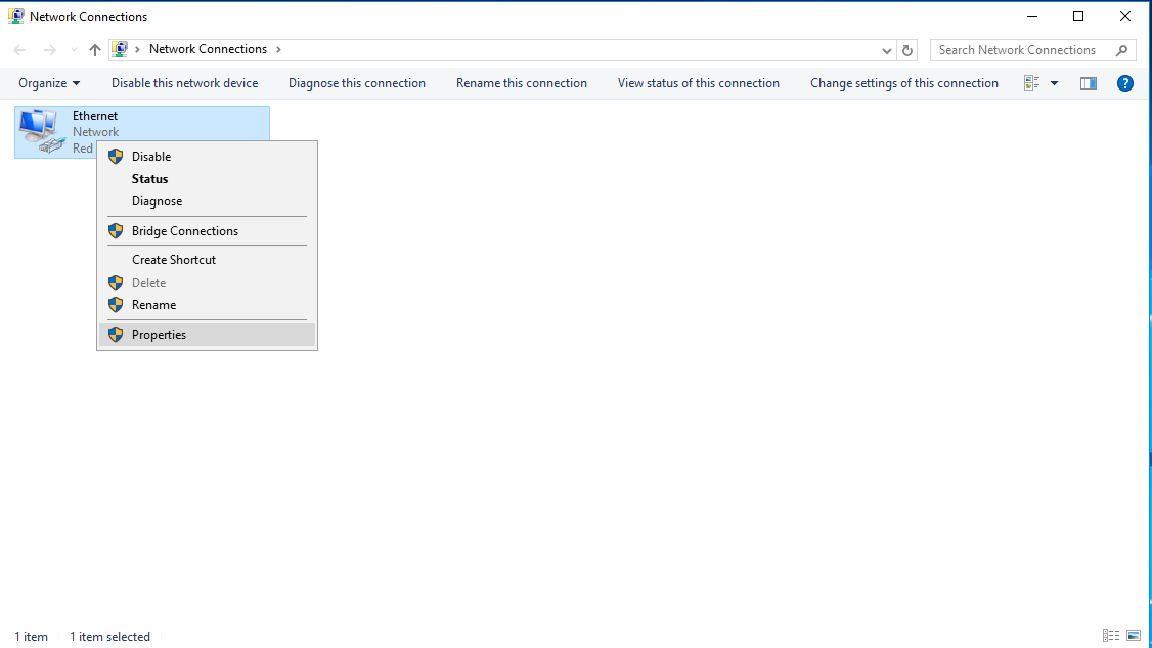 Network Connections
Network Connections
Search Network Connections
Organize Disable this network device Diagnose this connection Rename this connection View status of this connection Change settings of this connection ?
Ethernet
Network
Red
Disable
Status
Diagnose
Bridge Connections
Create Shortcut
Delete
Rename
Properties
1 item 1 item selected